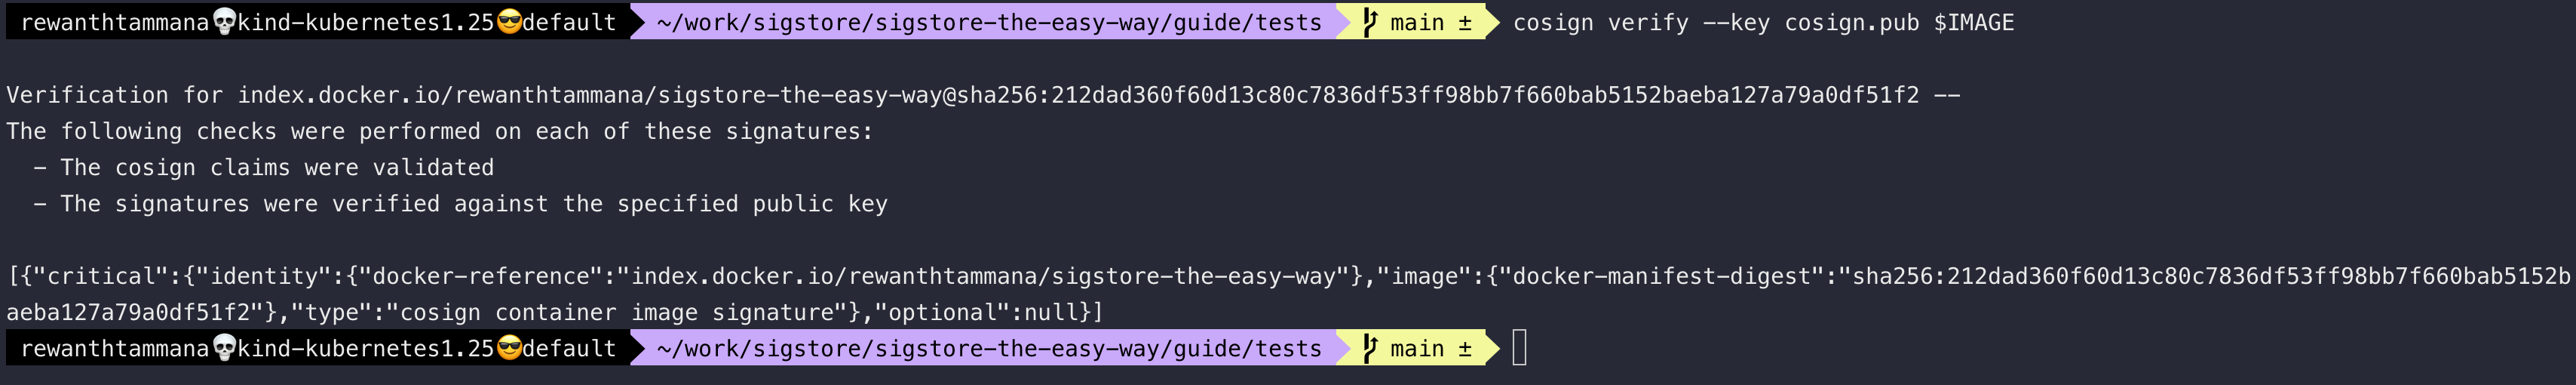 rewanthtammana💀kind-kubernetes1.25😎default ~/work/sigstore/sigstore-the-easy-way/guide/tests main ± cosign verify --key cosign.pub $IMAGE
Verification for index.docker.io/rewanthtammana/sigstore-the-easy-way@sha256:212dad360f60d13c80c7836df53ff98bb7f660bab5152baeba127a79a0df51f2 --
The following checks were performed on each of these signatures:
- The cosign claims were validated
- The signatures were verified against the specified public key
[{"critical":{"identity":{"docker-reference":"index.docker.io/rewanthtammana/sigstore-the-easy-way"},"image":{"docker-manifest-digest":"sha256:212dad360f60d13c80c7836df53ff98bb7f660bab5152b
aeba127a79a0df51f2"},"type":"cosign container image signature"},"optional":null}]
rewanthtammana💀kind-kubernetes1.25😎default ~/work/sigstore/sigstore-the-easy-way/guide/tests main ±